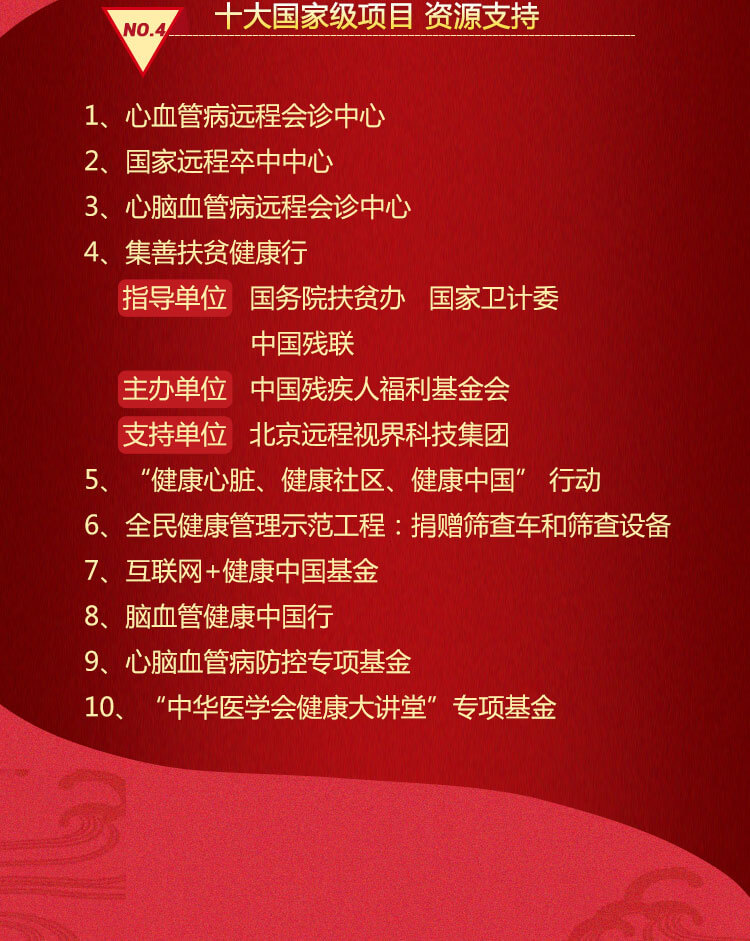 NO.4
十大国家级项目 资源支持
1、心血管病远程会诊中心
2、国家远程卒中中心
3、心脑血管病远程会诊中心
4、集善扶贫健康行
指导单位 国务院扶贫办 国家卫计委
中国残联
主办单位 中国残疾人福利基金会
支持单位 北京远程视界科技集团
5、“健康心脏、健康社区、健康中国” 行动
6、全民健康管理示范工程：捐赠筛查车和筛查设备
7、互联网+健康中国基金
8、脑血管健康中国行
9、心脑血管病防控专项基金
10、“中华医学会健康大讲堂”专项基金